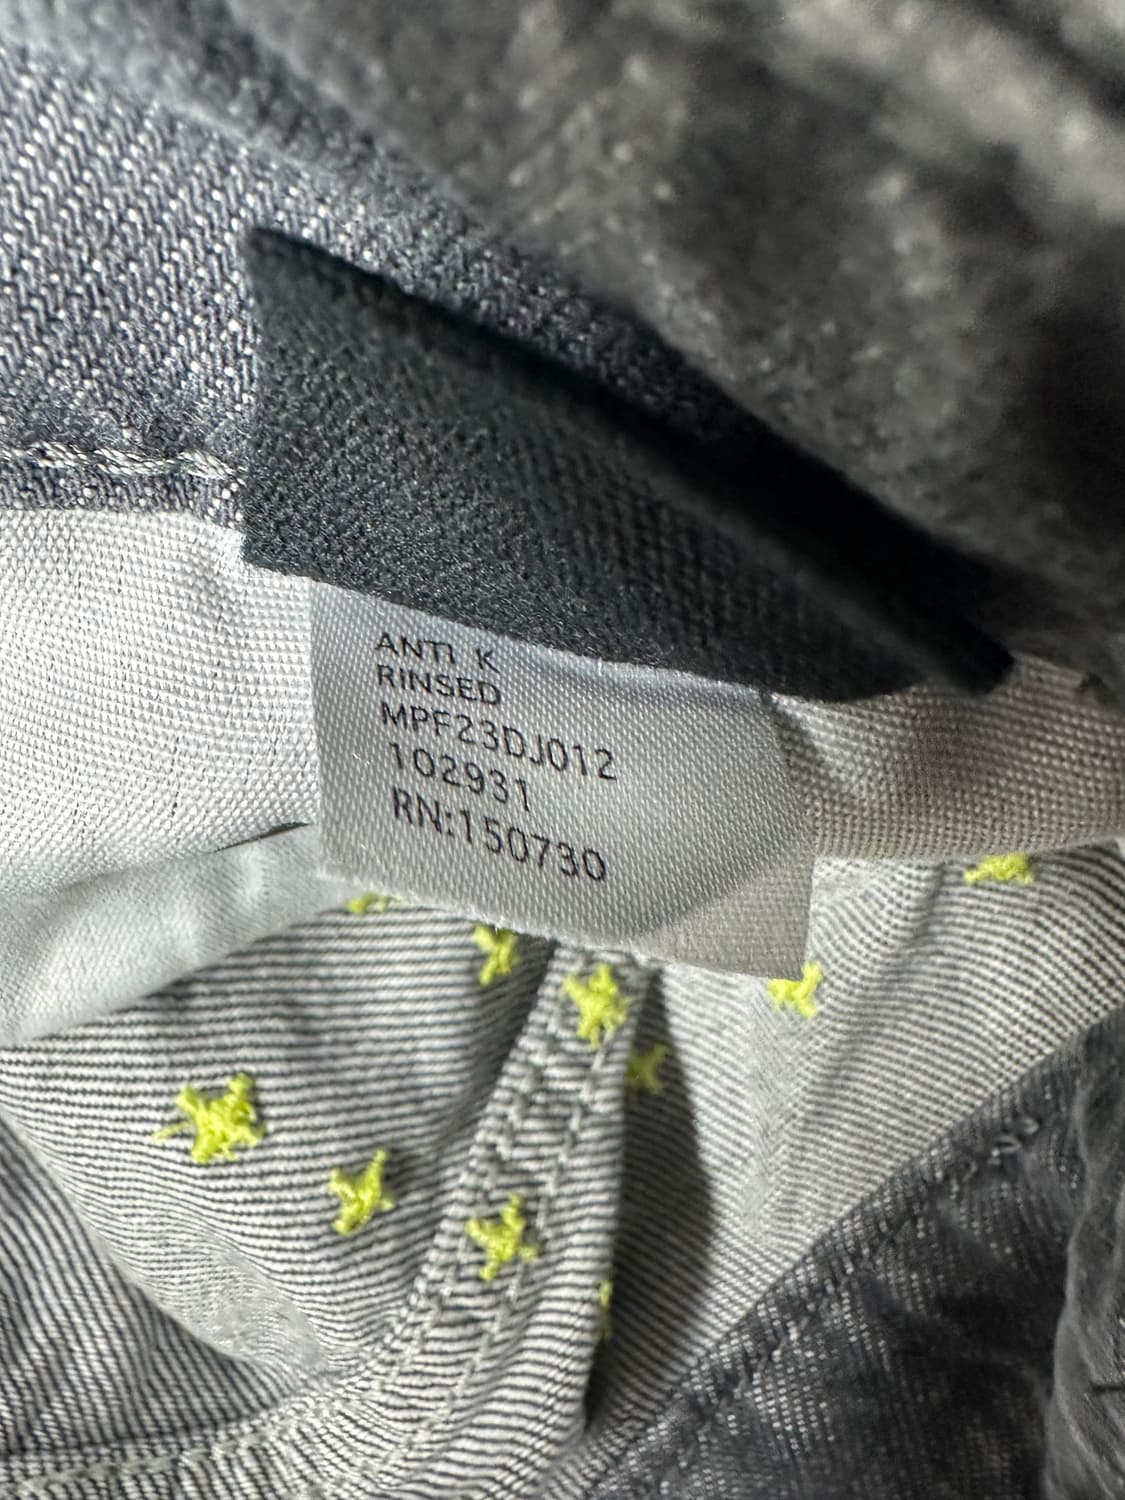 ANTI K
RINSED
MPF23DJ012
102931
RN:150730